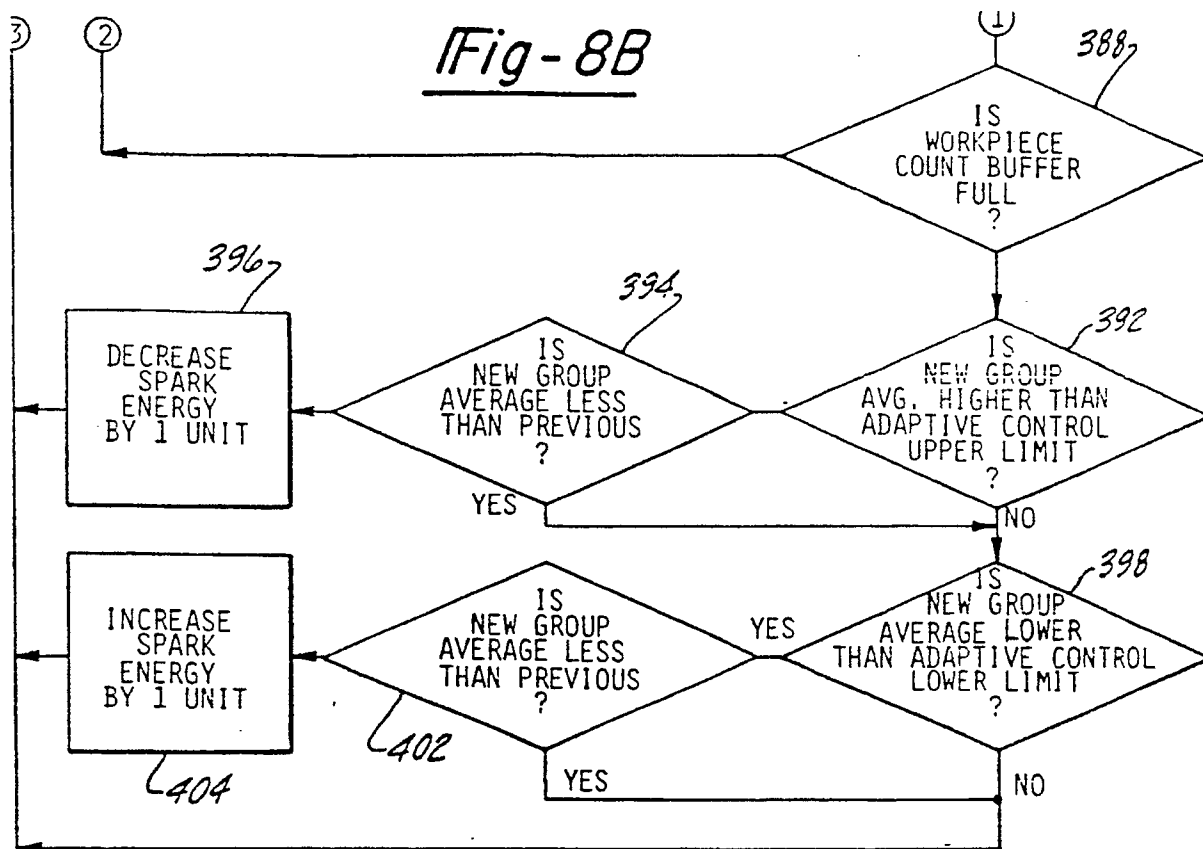 3
2
Fig-8B
1
388
IS
WORKPIECE
COUNT BUFFER
FULL
?
396
394
392
DECREASE
SPARK
ENERGY
BY 1 UNIT
IS
NEW GROUP
AVERAGE LESS
THAN PREVIOUS
?
IS
NEW GROUP
AVG. HIGHER THAN
ADAPTIVE CONTROL
UPPER LIMIT
?
YES
NO
398
INCREASE
SPARK
ENERGY
BY 1 UNIT
IS
NEW GROUP
AVERAGE LESS
THAN PREVIOUS
?
YES
IS
NEW GROUP
AVERAGE LOWER
THAN ADAPTIVE CONTROL
LOWER LIMIT
?
402
404
YES
NO